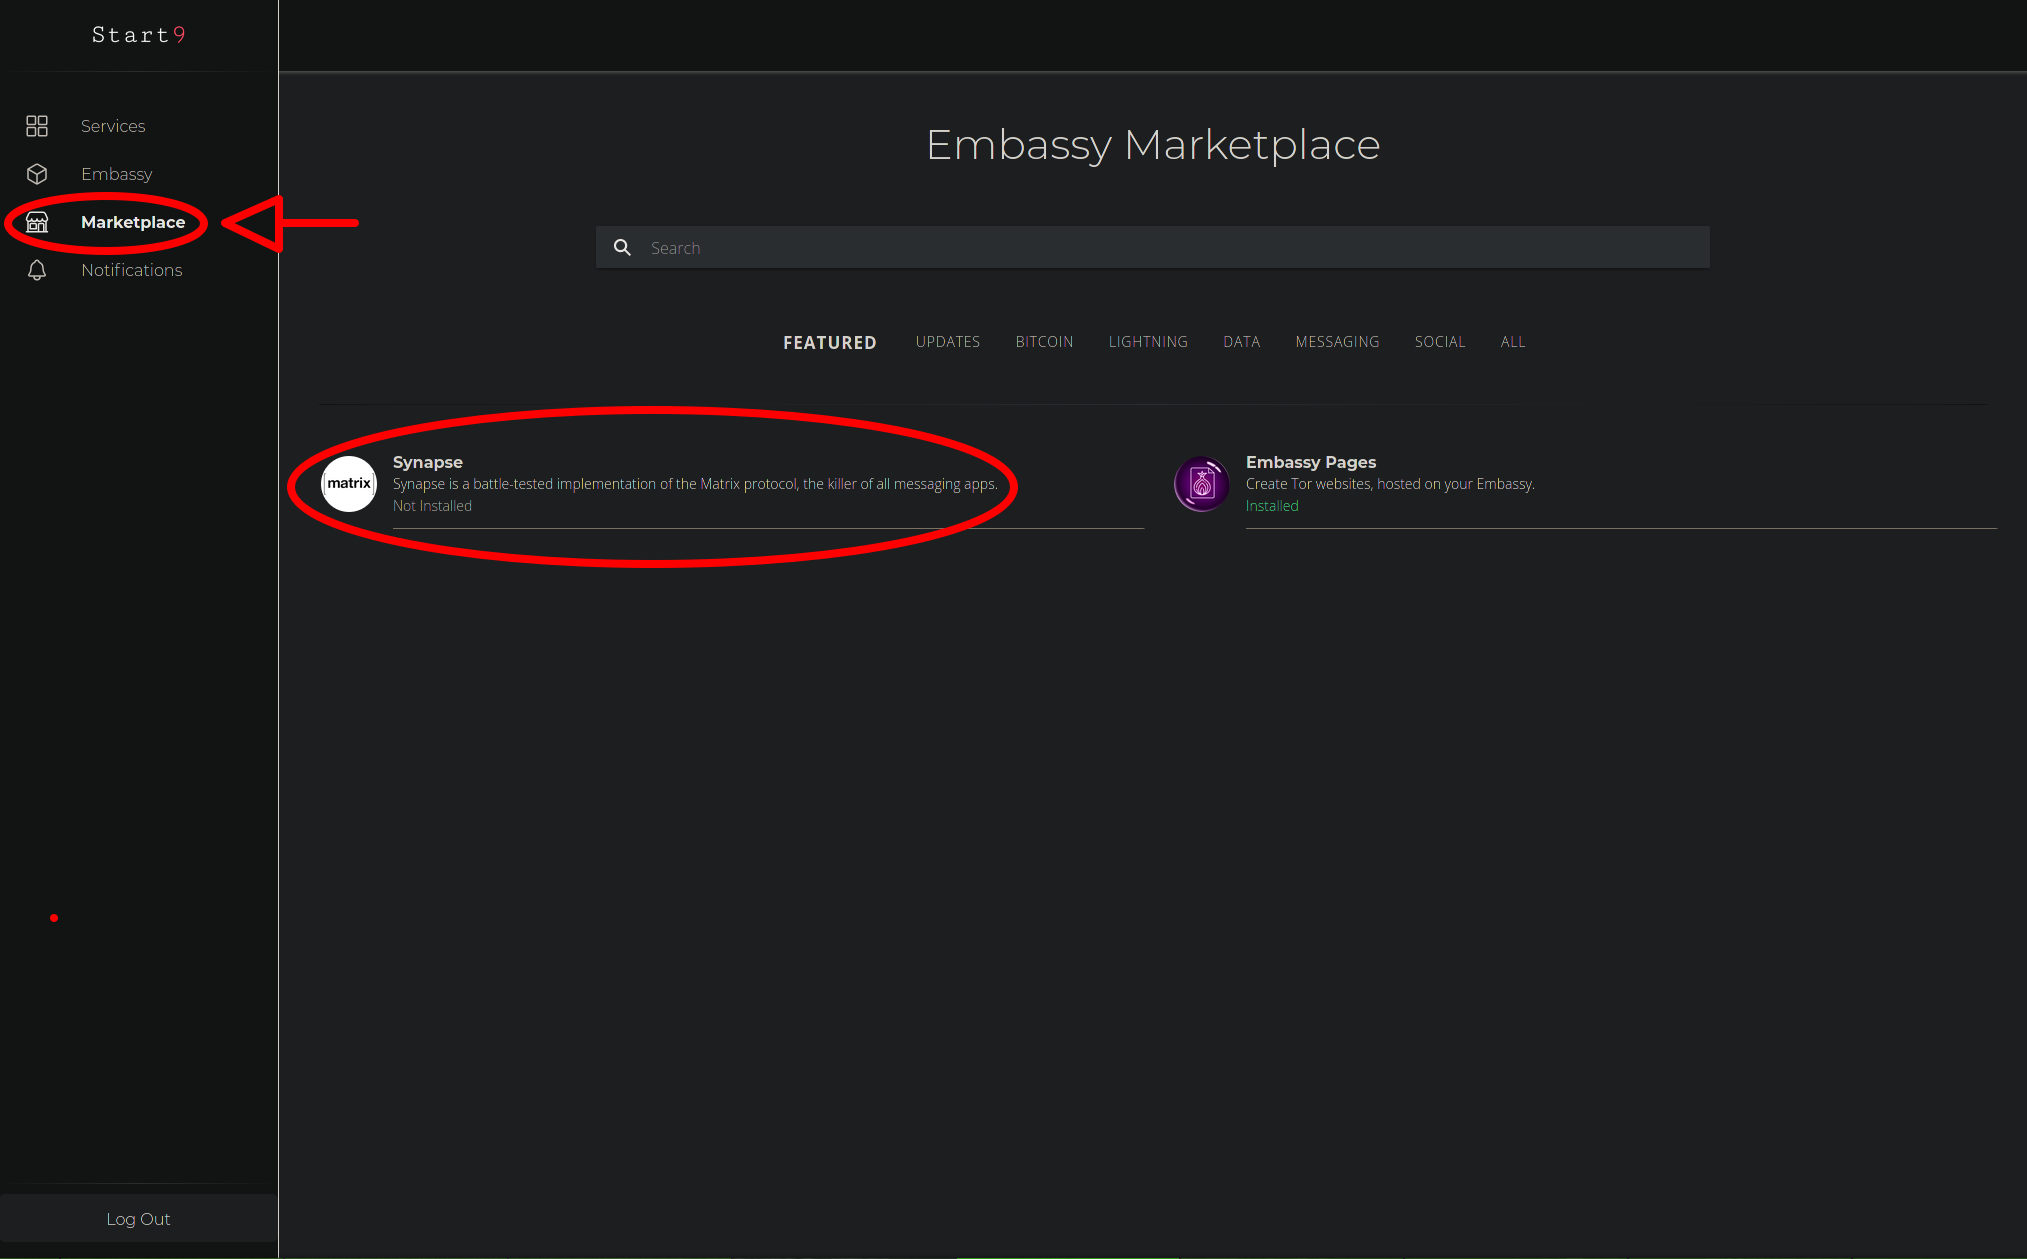 Start9
Services
Embassy
Marketplace
Notifications
Log Out
Embassy Marketplace
Search
FEATURED UPDATES BITCOIN LIGHTNING DATA MESSAGING SOCIAL ALL
matrix
Synapse
Synapse is a battle-tested implementation of the Matrix protocol, the killer of all messaging apps.
Not Installed
Embassy Pages
Create Tor websites, hosted on your Embassy.
Installed